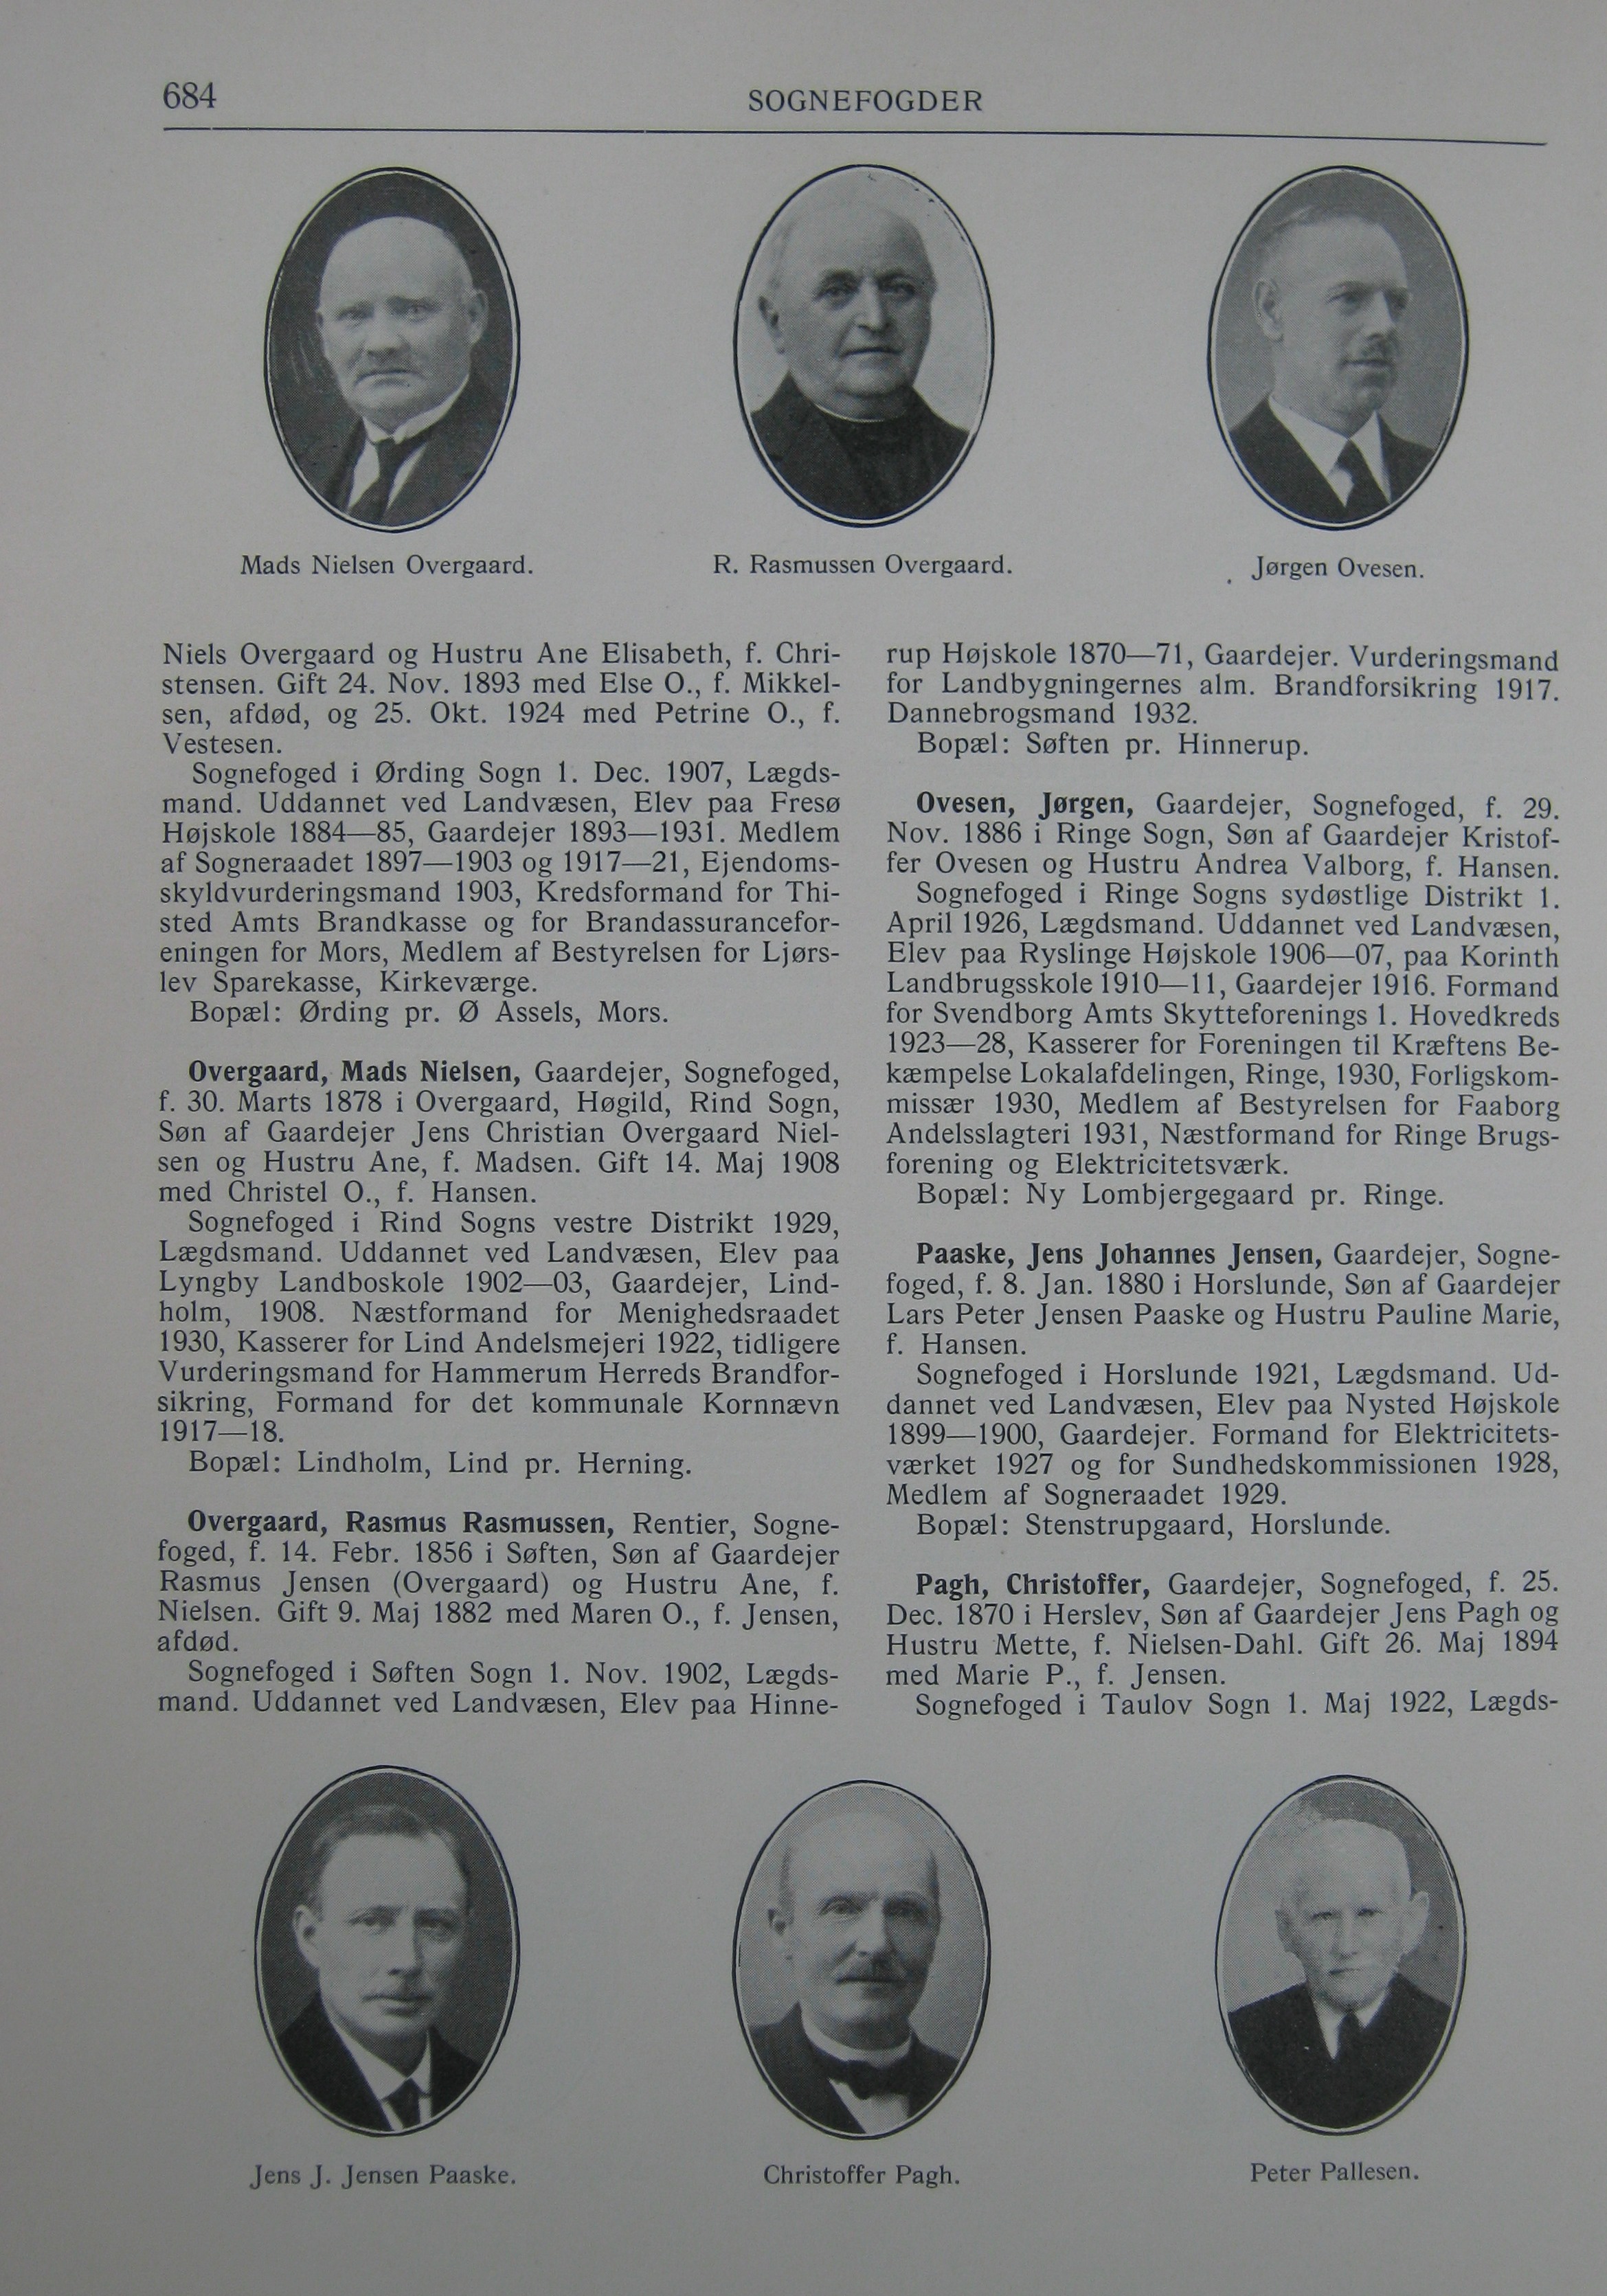 684
SOGNEFOGDER
Mads Nielsen Overgaard.
R. Rasmussen Overgaard.
Jørgen Ovesen.
Niels Overgaard og Hustru Ane Elisabeth, f. Chri-
stensen. Gift 24. Nov. 1893 med Else O., f. Mikkel-
sen, afdød, og 25. Okt. 1924 med Petrine O., f.
Vestesen.
Sognefoged i Ørding Sogn 1. Dec. 1907, Lægds-
mand. Uddannet ved Landvæsen, Elev paa Fresø
Højskole 1884—85, Gaardejer 1893—1931. Medlem
af Sogneraadet 1897—1903 og 1917—21, Ejendoms-
skyldvurderingsmand 1903, Kredsformand for Thi-
sted Amts Brandkasse og for Brandassurancefor-
eningen for Mors, Medlem af Bestyrelsen for Ljørs-
lev Sparekasse, Kirkeværge.
Bopæl: Ørding pr. Ø Assels, Mors.
Overgaard, Mads Nielsen, Gaardejer, Sognefoged,
f. 30. Marts 1878 i Overgaard, Høgild, Rind Sogn,
Søn af Gaardejer Jens Christian Overgaard Niel-
sen og Hustru Ane, f. Madsen. Gift 14. Maj 1908
med Christel O., f. Hansen.
Sognefoged i Rind Sogns vestre Distrikt 1929,
Lægdsmand. Uddannet ved Landvæsen, Elev paa
Lyngby Landboskole 1902—03, Gaardejer, Lind-
holm, 1908. Næstformand for Menighedsraadet
1930, Kasserer for Lind Andelsmejeri 1922, tidligere
Vurderingsmand for Hammerum Herreds Brandfor-
sikring, Formand for det kommunale Kornnævn
1917—18.
Bopæl: Lindholm, Lind pr. Herning.
Overgaard, Rasmus Rasmussen, Rentier, Sogne-
foged, f. 14. Febr. 1856 i Søften, Søn af Gaardejer
Rasmus Jensen (Overgaard) og Hustru Ane, f.
Nielsen. Gift 9. Maj 1882 med Maren O., f. Jensen,
afdød.
Sognefoged i Søften Sogn 1. Nov. 1902, Lægds-
mand. Uddannet ved Landvæsen, Elev paa Hinne-
rup Højskole 1870—71, Gaardejer. Vurderingsmand
for Landbygningernes alm. Brandforsikring 1917.
Dannebrogsmand 1932.
Bopæl: Søften pr. Hinnerup.
Ovesen, Jørgen, Gaardejer, Sognefoged, f. 29.
Nov. 1886 i Ringe Sogn, Søn af Gaardejer Kristof-
fer Ovesen og Hustru Andrea Valborg, f. Hansen.
Sognefoged i Ringe Sogns sydøstlige Distrikt 1.
April 1926, Lægdsmand. Uddannet ved Landvæsen,
Elev paa Ryslinge Højskole 1906—07, paa Korinth
Landbrugsskole 1910—11, Gaardejer 1916. Formand
for Svendborg Amts Skytteforenings 1. Hovedkreds
1923—28, Kasserer for Foreningen til Kræftens Be-
kæmpelse Lokalafdelingen, Ringe, 1930, Forligskom-
missær 1930, Medlem af Bestyrelsen for Faaborg
Andelsslagteri 1931, Næstformand for Ringe Brugs-
forening og Elektricitetsværk.
Bopæl: Ny Lombjergegaard pr. Ringe.
Paaske, Jens Johannes Jensen, Gaardejer, Sogne-
foged, f. 8. Jan. 1880 i Horslunde, Søn af Gaardejer
Lars Peter Jensen Paaske og Hustru Pauline Marie,
f. Hansen.
Sognefoged i Horslunde 1921, Lægdsmand. Ud-
dannet ved Landvæsen, Elev paa Nysted Højskole
1899—1900, Gaardejer. Formand for Elektricitets-
værket 1927 og for Sundhedskommissionen 1928,
Medlem af Sogneraadet 1929.
Bopæl: Stenstrupgaard, Horslunde.
Pagh, Christoffer, Gaardejer, Sognefoged, f. 25.
Dec. 1870 i Herslev, Søn af Gaardejer Jens Pagh og
Hustru Mette, f. Nielsen-Dahl. Gift 26. Maj 1894
med Marie P., f. Jensen.
Sognefoged i Taulov Sogn 1. Maj 1922, Lægds-
Jens J. Jensen Paaske.
Christoffer Pagh.
Peter Pallesen.